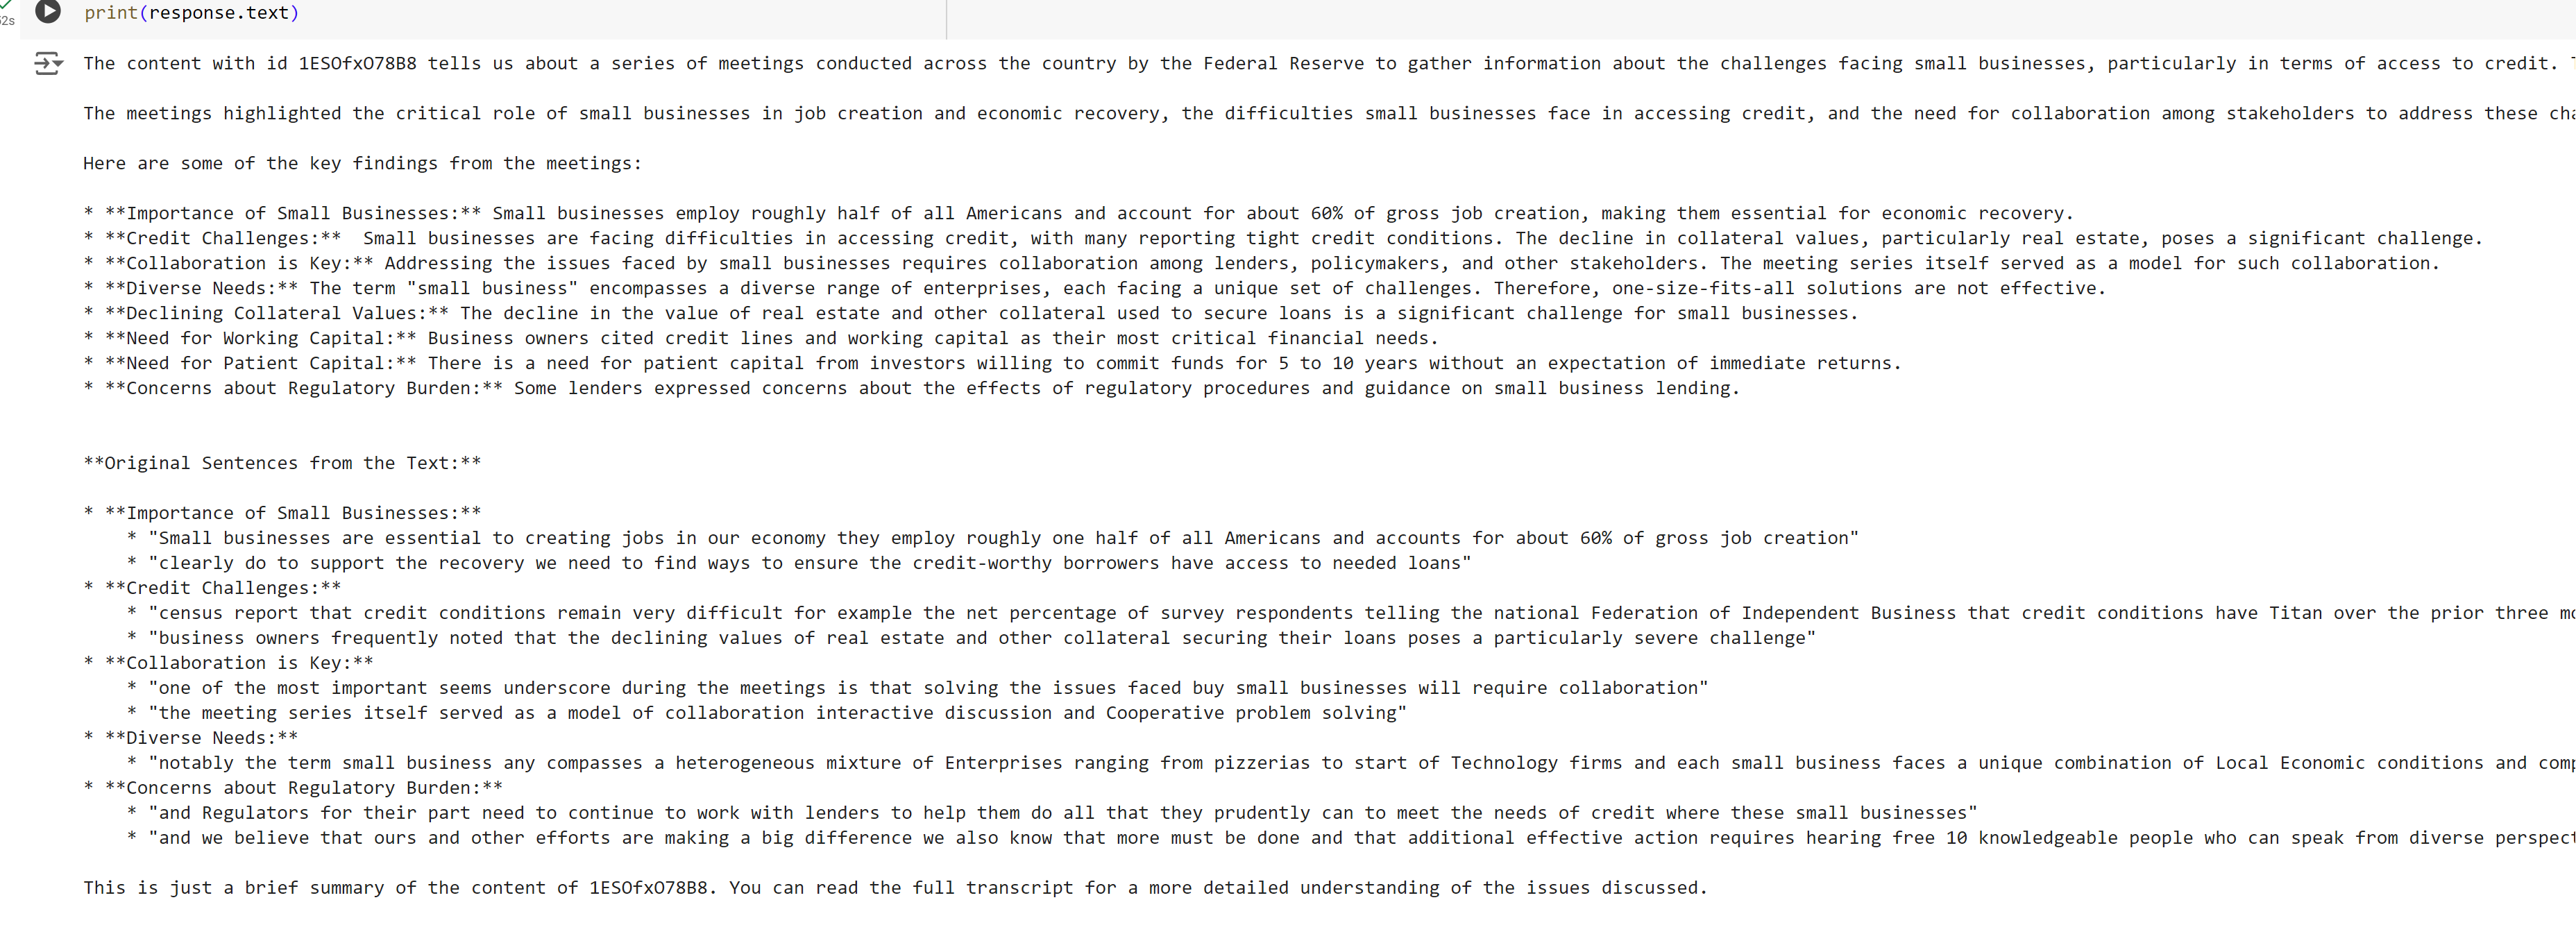 print(response.text)
2s
The content with id 1ESOfxO78B8 tells us about a series of meetings conducted across the country by the Federal Reserve to gather information about the challenges facing small businesses, particularly in terms of access to credit.
The meetings highlighted the critical role of small businesses in job creation and economic recovery, the difficulties small businesses face in accessing credit, and the need for collaboration among stakeholders to address these
Here are some of the key findings from the meetings:
* **Importance of Small Businesses:** Small businesses employ roughly half of all Americans and account for about 60% of gross job creation, making them essential for economic recovery.
* **Credit Challenges:**  Small businesses are facing difficulties in accessing credit, with many reporting tight credit conditions. The decline in collateral values, particularly real estate, poses a significant challenge.
* **Collaboration is Key:** Addressing the issues faced by small businesses requires collaboration among lenders, policymakers, and other stakeholders. The meeting series itself served as a model for such collaboration.
* **Diverse Needs:** The term "small business" encompasses a diverse range of enterprises, each facing a unique set of challenges. Therefore, one-size-fits-all solutions are not effective.
* **Declining Collateral Values:** The decline in the value of real estate and other collateral used to secure loans is a significant challenge for small businesses.
* **Need for Working Capital:** Business owners cited credit lines and working capital as their most critical financial needs.
* **Need for Patient Capital:** There is a need for patient capital from investors willing to commit funds for 5 to 10 years without an expectation of immediate returns.
* **Concerns about Regulatory Burden:** Some lenders expressed concerns about the effects of regulatory procedures and guidance on small business lending.
**Original Sentences from the Text:**
* **Importance of Small Businesses:**
* "Small businesses are essential to creating jobs in our economy they employ roughly one half of all Americans and accounts for about 60% of gross job creation"
* "clearly do to support the recovery we need to find ways to ensure the credit-worthy borrowers have access to needed loans"
* **Credit Challenges:**
* "census report that credit conditions remain very difficult for example the net percentage of survey respondents telling the national Federation of Independent Business that credit conditions have Titan over the prior three
* "business owners frequently noted that the declining values of real estate and other collateral securing their loans poses a particularly severe challenge"
* **Collaboration is Key:**
* "one of the most important seems underscore during the meetings is that solving the issues faced buy small businesses will require collaboration"
* "the meeting series itself served as a model of collaboration interactive discussion and Cooperative problem solving"
* **Diverse Needs:**
* "notably the term small business any compasses a heterogeneous mixture of Enterprises ranging from pizzerias to start of Technology firms and each small business faces a unique combination of Local Economic conditions and
* **Concerns about Regulatory Burden:**
* "and Regulators for their part need to continue to work with lenders to help them do all that they prudently can to meet the needs of credit where these small businesses"
* "and we believe that ours and other efforts are making a big difference we also know that more must be done and that additional effective action requires hearing free 10 knowledgeable people who can speak from diverse
This is just a brief summary of the content of 1ESOfxO78B8. You can read the full transcript for a more detailed understanding of the issues discussed.